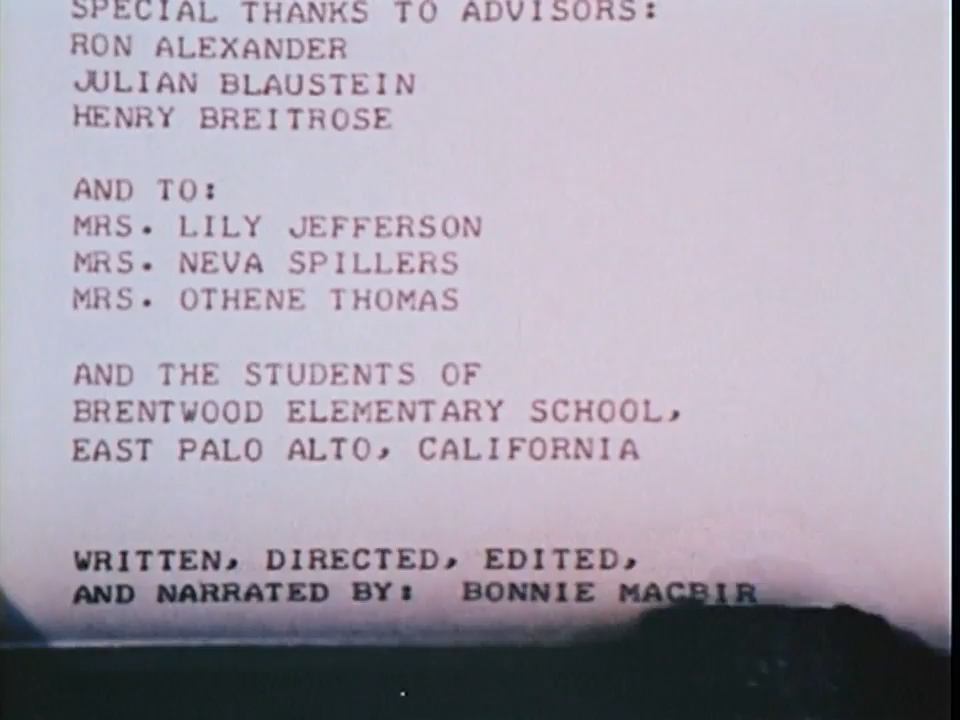 SPECIAL THANKS TO ADVISORS:
RON ALEXANDER
JULIAN BLAUSTEIN
HENRY BREITROSE
AND TO:
MRS. LILY JEFFERSON
MRS. NEVA SPILLERS
MRS. OTHENE THOMAS
AND THE STUDENTS OF
BRENTWOOD ELEMENTARY SCHOOL,
EAST PALO ALTO, CALIFORNIA
WRITTEN, DIRECTED, EDITED,
AND NARRATED BY: BONNIE MACBIR